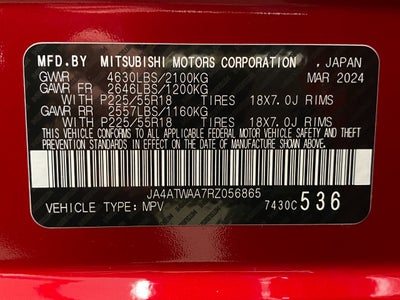 MFD.BY MITSUBISHI MOTORS CORPORATION , JAPAN
GVWR 4630LBS/2100KG MAR 2024
GAWR FR 2646LBS/1200KG
WITH P225/55R18 TIRES 18X7.0J RIMS
GAWR RR 2557LBS/1160KG
WITH P225/55R18 TIRES 18X7.0J RIMS
THIS VEHICLE CONFORMS TO ALL APPLICABLE FEDERAL MOTOR VEHICLE SAFETY AND THEFT PREVENTION STANDARDS IN EFFECT ON THE DATE OF MANUFACTURE SHOWN ABOVE.
JA4ATWAA7RZ056865
VEHICLE TYPE: MPV 7430C 536